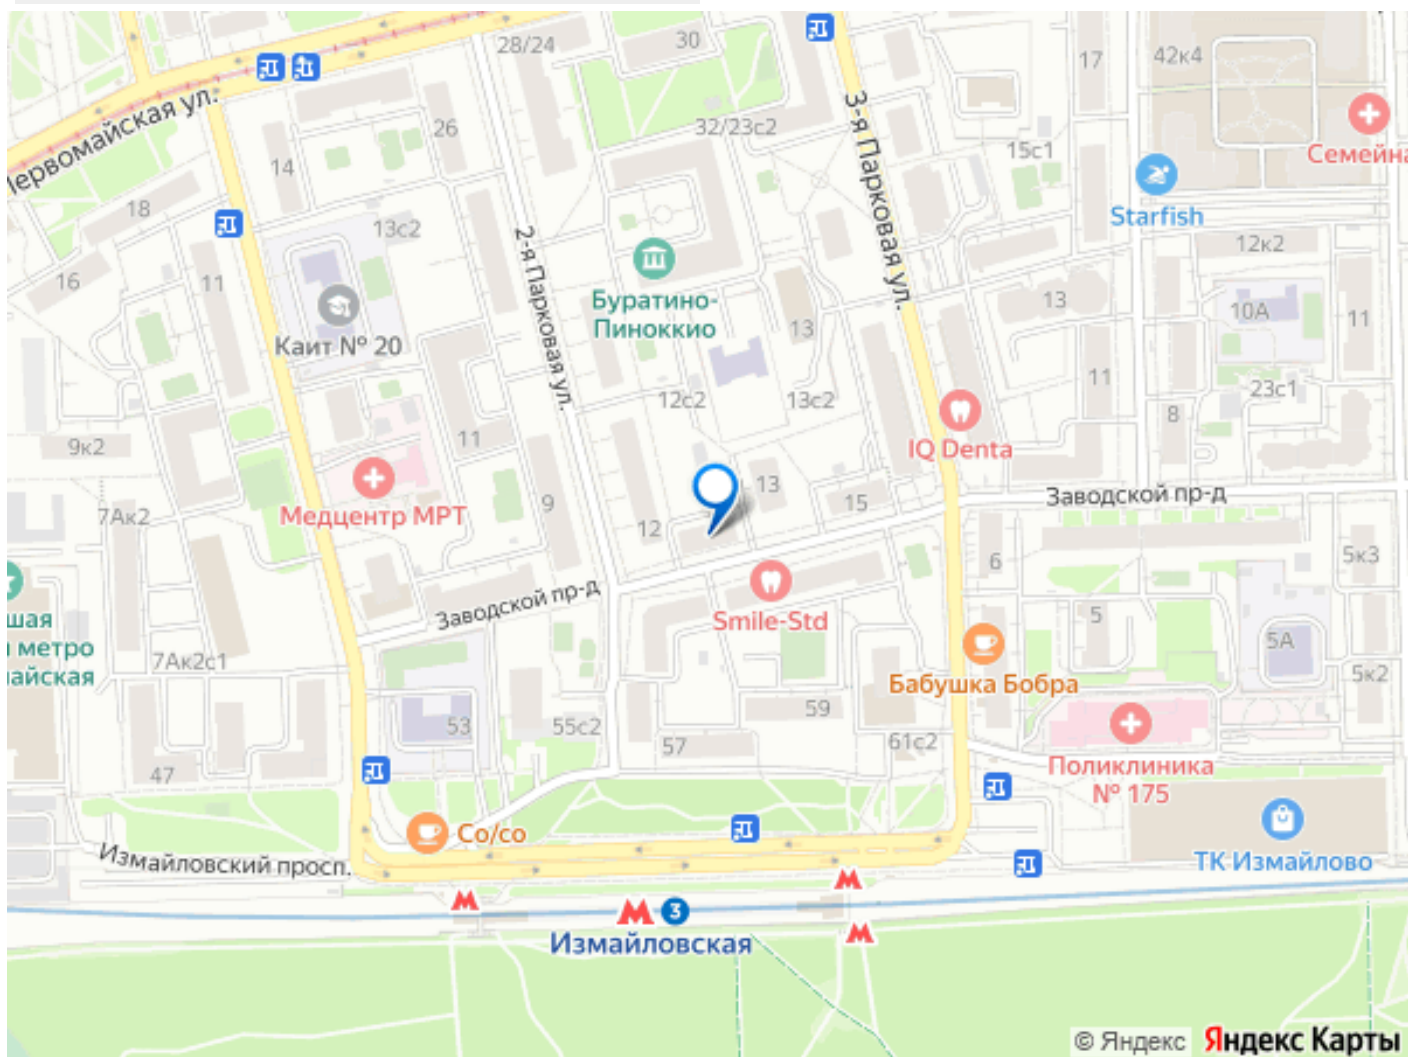 28/24
30
17
42к4
Первомайская ул.
26
32/23с2
3-я Парковая ул.
15с1
Семейна
14
18
13с2
2-я Парковая ул.
Starfish
12к2
16
11
Буратино-
Пиноккио
13
13
10А
11
Каит № 20
12с2
13с2
11
23с1
8
9к2
11
IQ Denta
13
15
Заводской пр-д
7Ак2
Медцентр МРТ
9
12
6
5к3
Заводской пр-д
Smile-Std
5
5А
шая
метро
айская
7Ак2с1
Бабушка Бобра
5к2
53
55с2
59
57
61с2
47
Поликлиника
№ 175
Co/co
Измайловский просп.
ТК Измайлово
3
Измайловская
© Яндекс Яндекс Карты